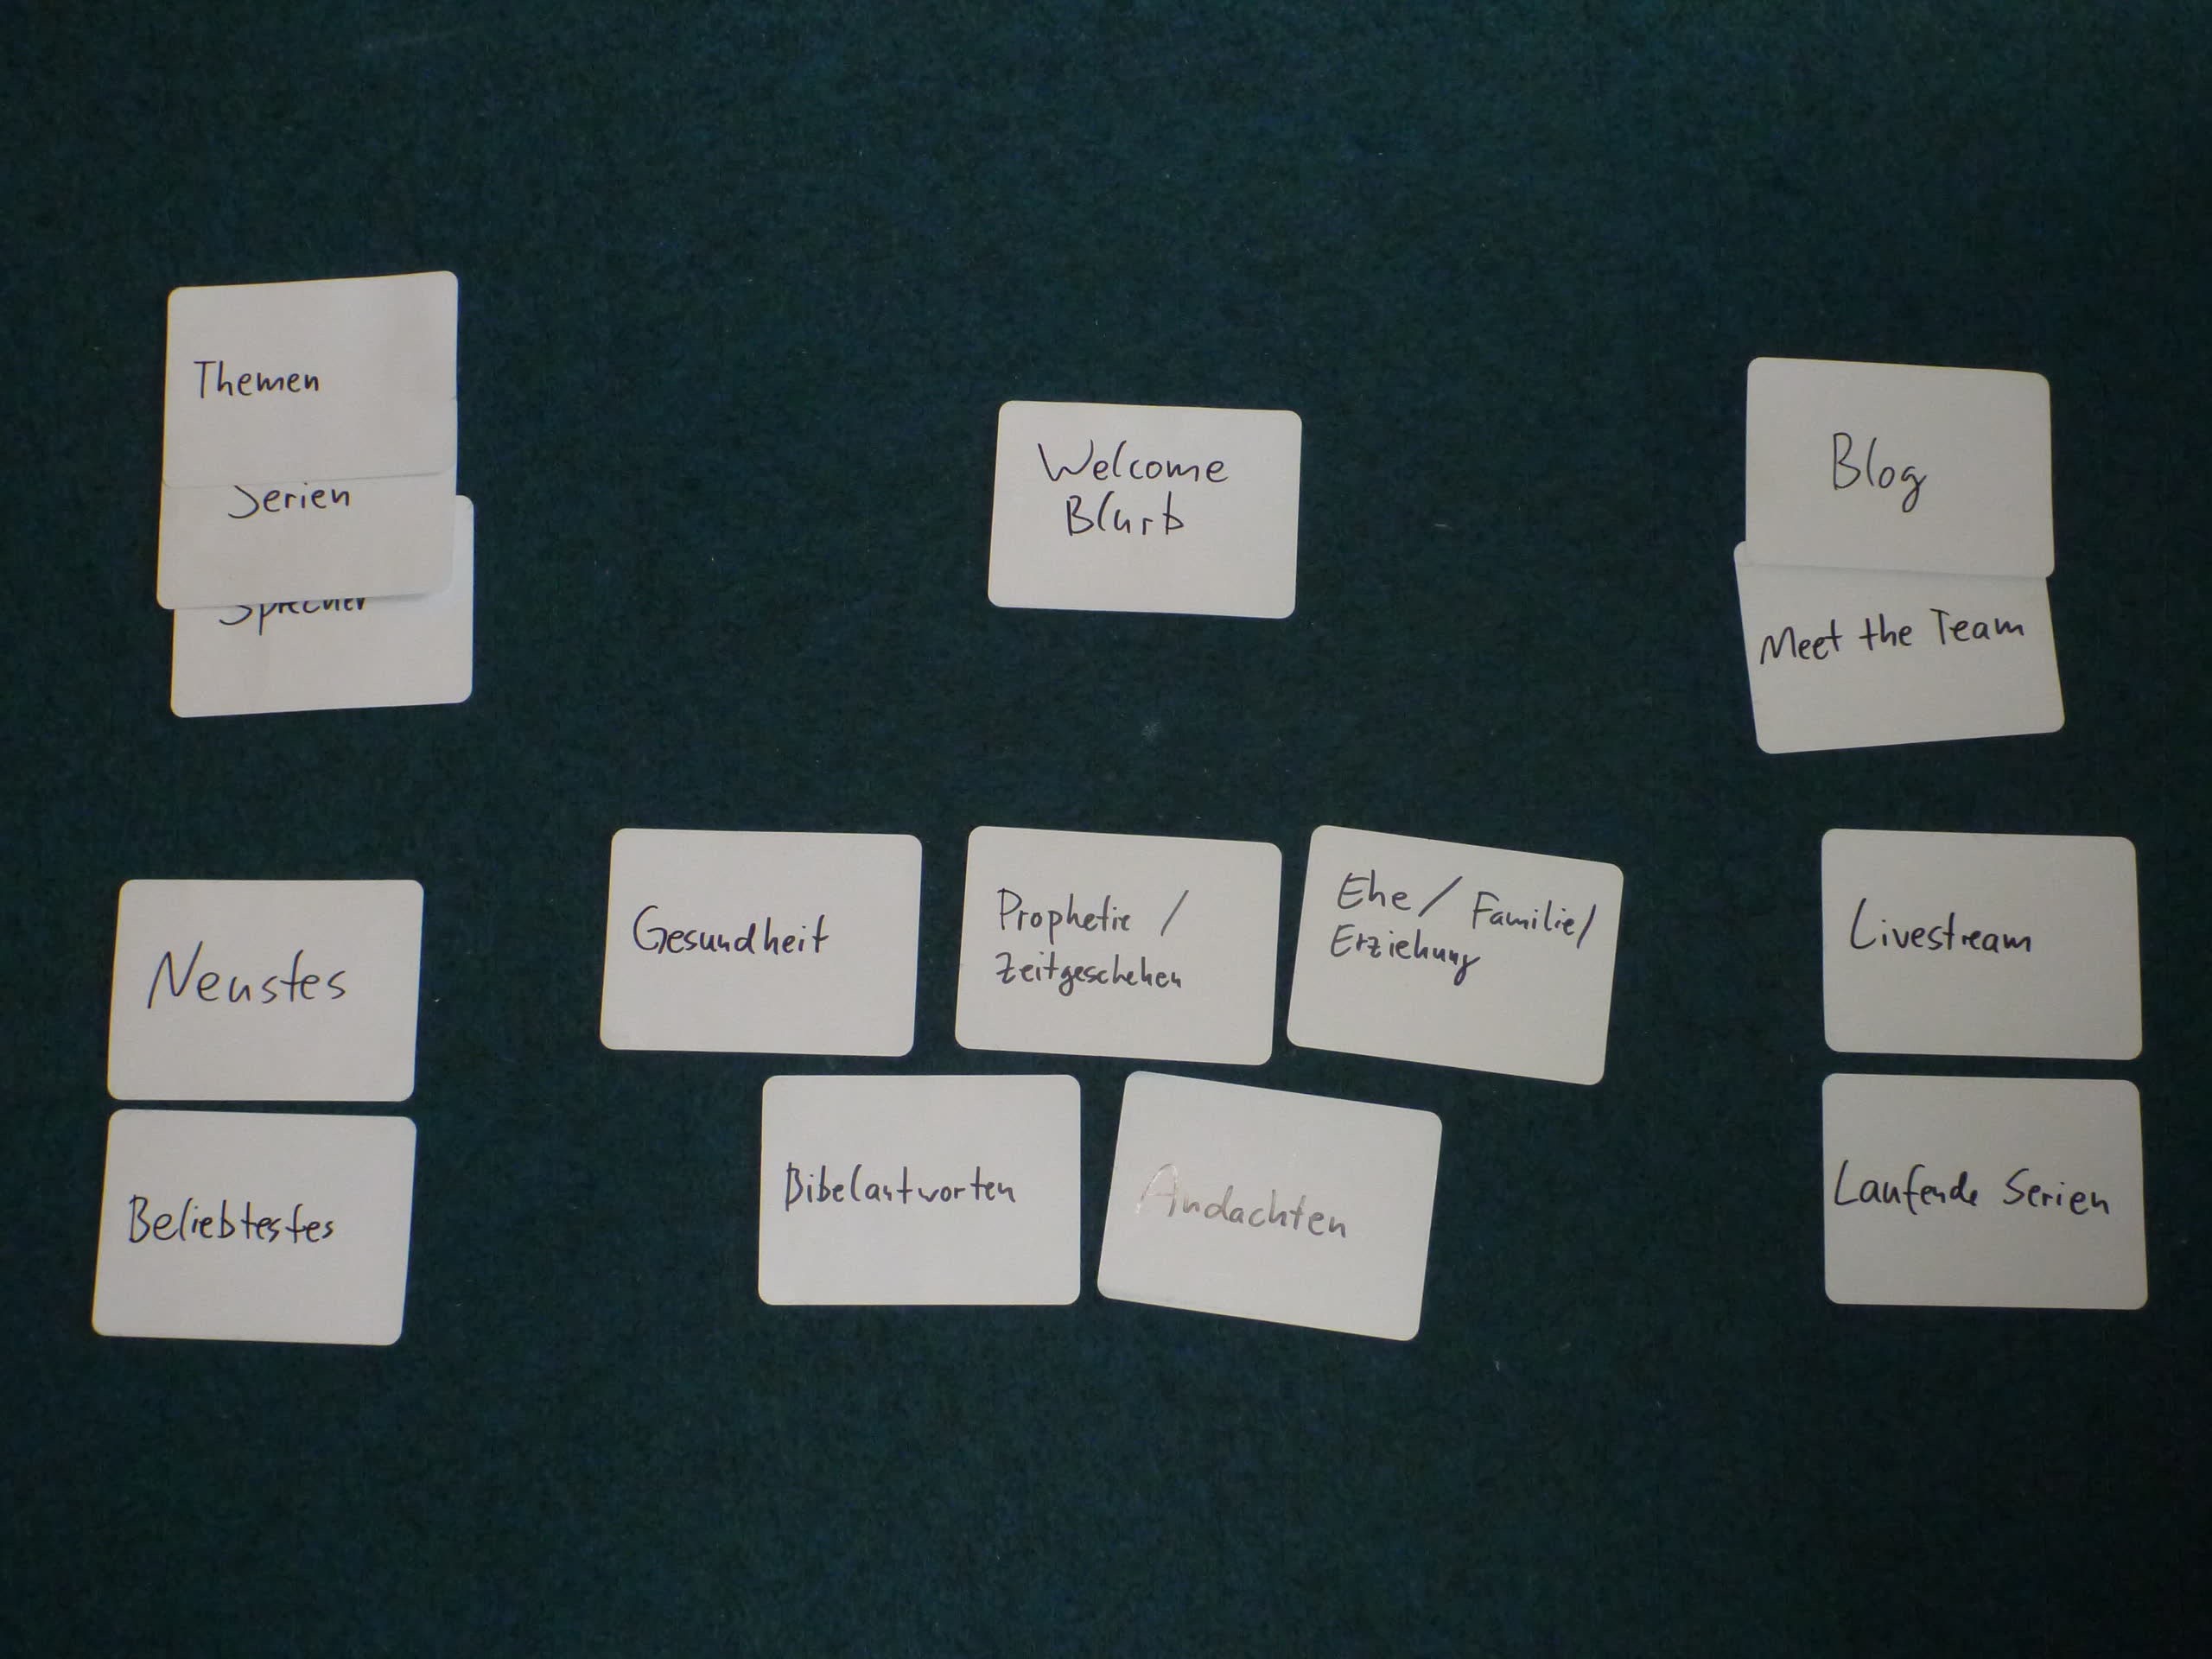 Themen
Serien
Sprecher
Welcome
Blurb
Blog
Meet the Team
Neustes
Beliebtestes
Gesundheit
Prophetie /
Zeitgeschehen
Ehe / Familie/
Erziehung
Bibelantworten
Andachten
Livestream
Laufende Serien